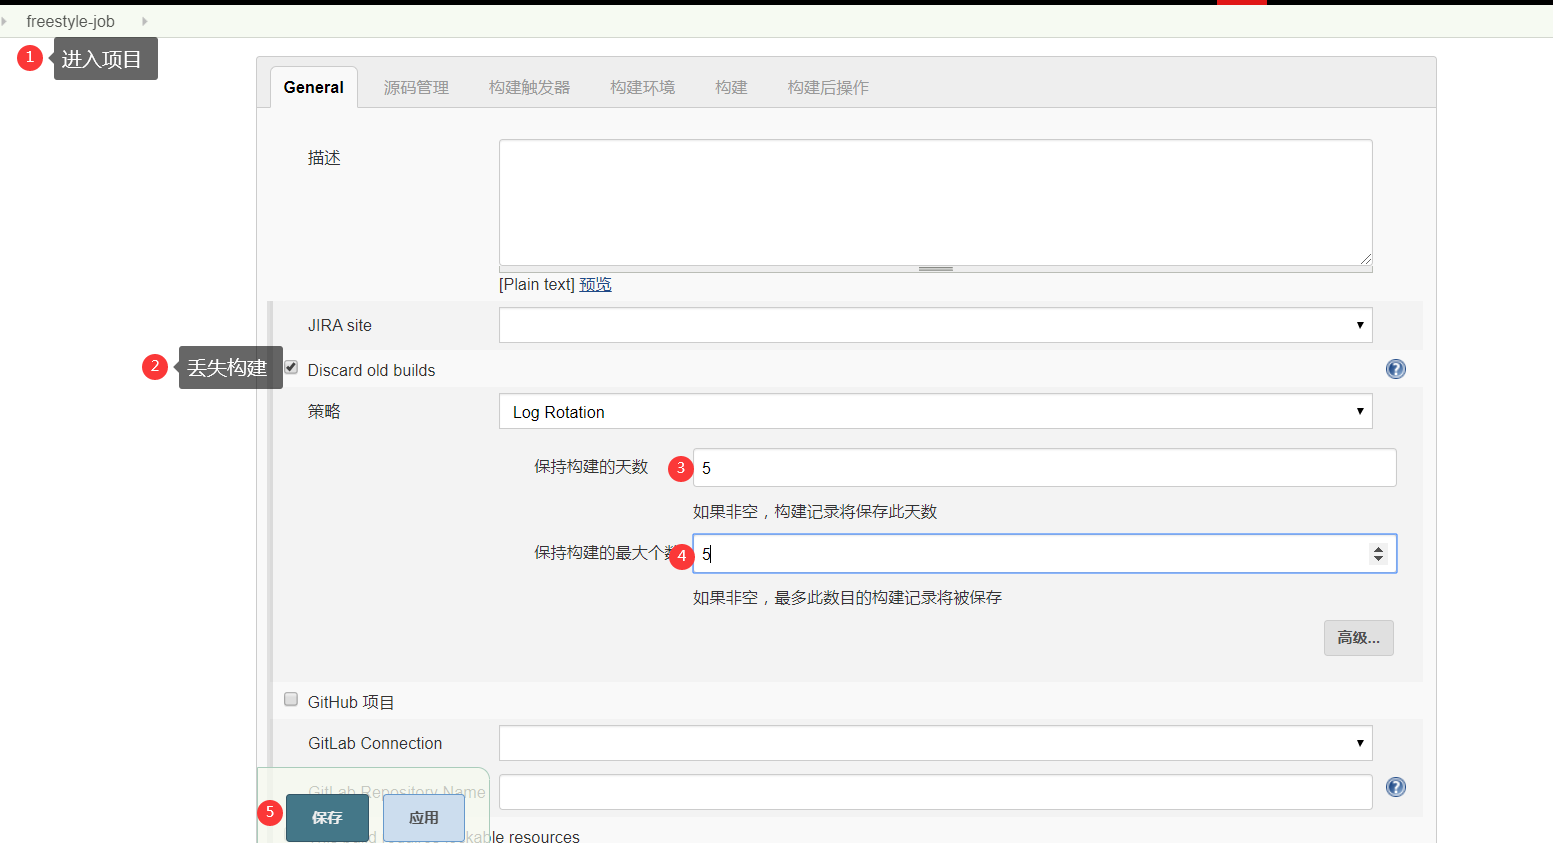 freestyle-job
1 进入项目
General 源码管理 构建触发器 构建环境 构建 构建后操作
描述
[Plain text] 预览
JIRA site
2 丢失构建 Discard old builds
策略 Log Rotation
保持构建的天数 3 5
如果非空，构建记录将保存此天数
保持构建的最大个数 4 5
如果非空，最多此数目的构建记录将被保存
高级...
GitHub 项目
GitLab Connection
GitLab Repository Name
5 保存 应用
resources